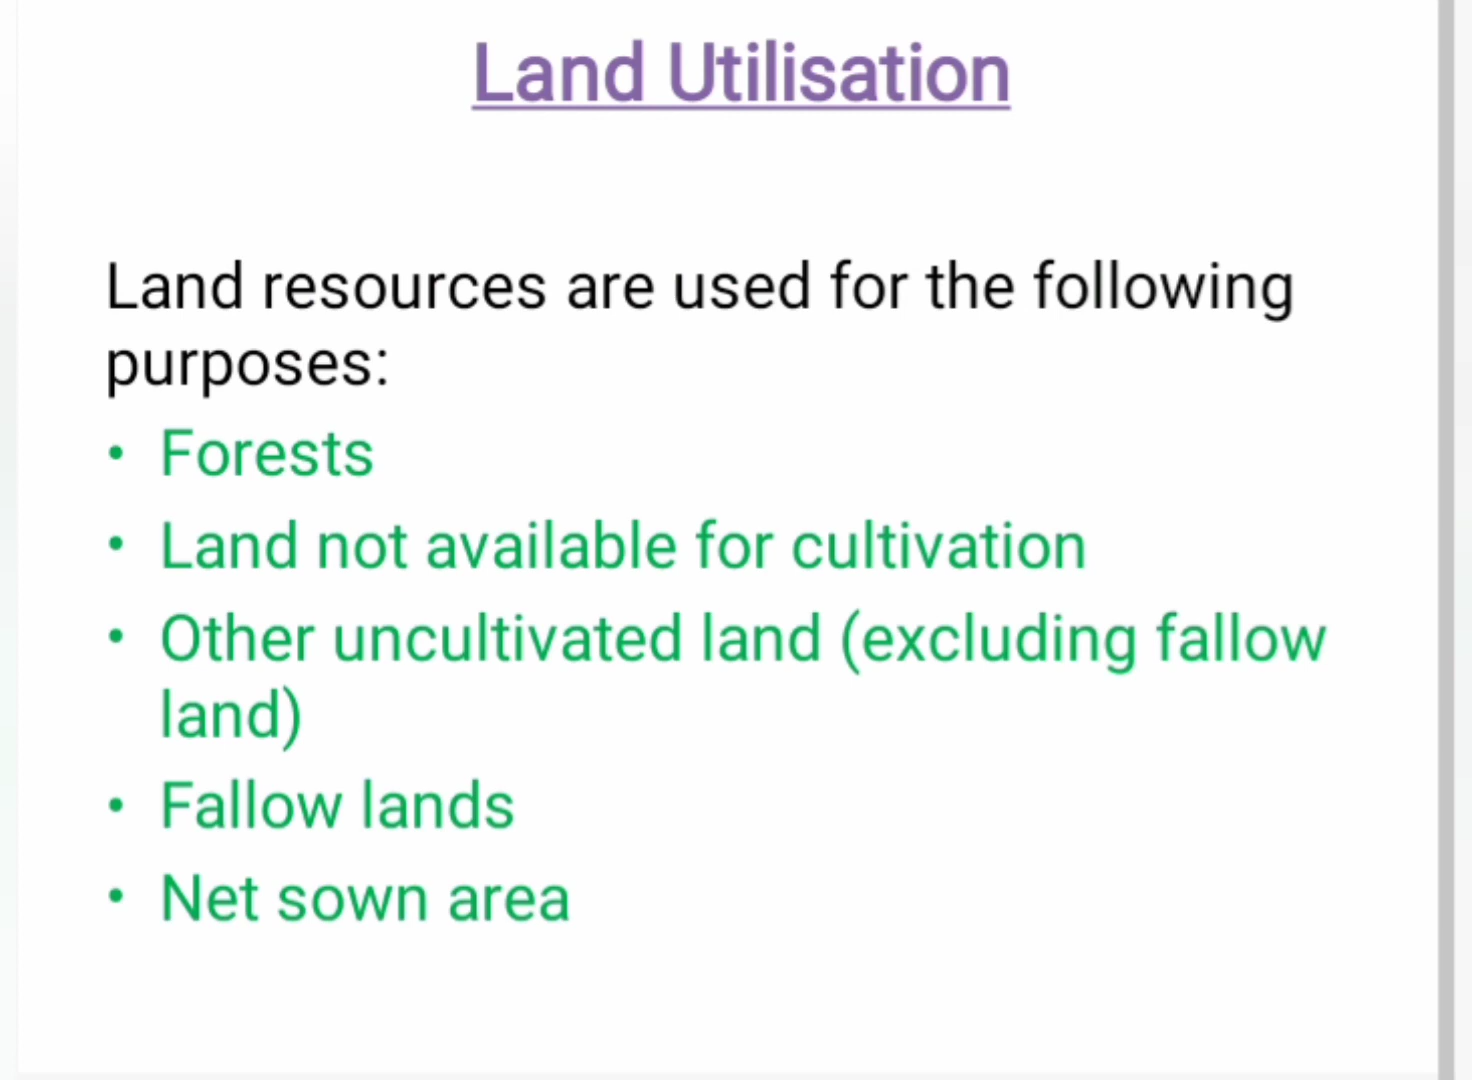 Land Utilisation
Land resources are used for the following
purposes:
• Forests
• Land not available for cultivation
• Other uncultivated land (excluding fallow
land)
• Fallow lands
• Net sown area